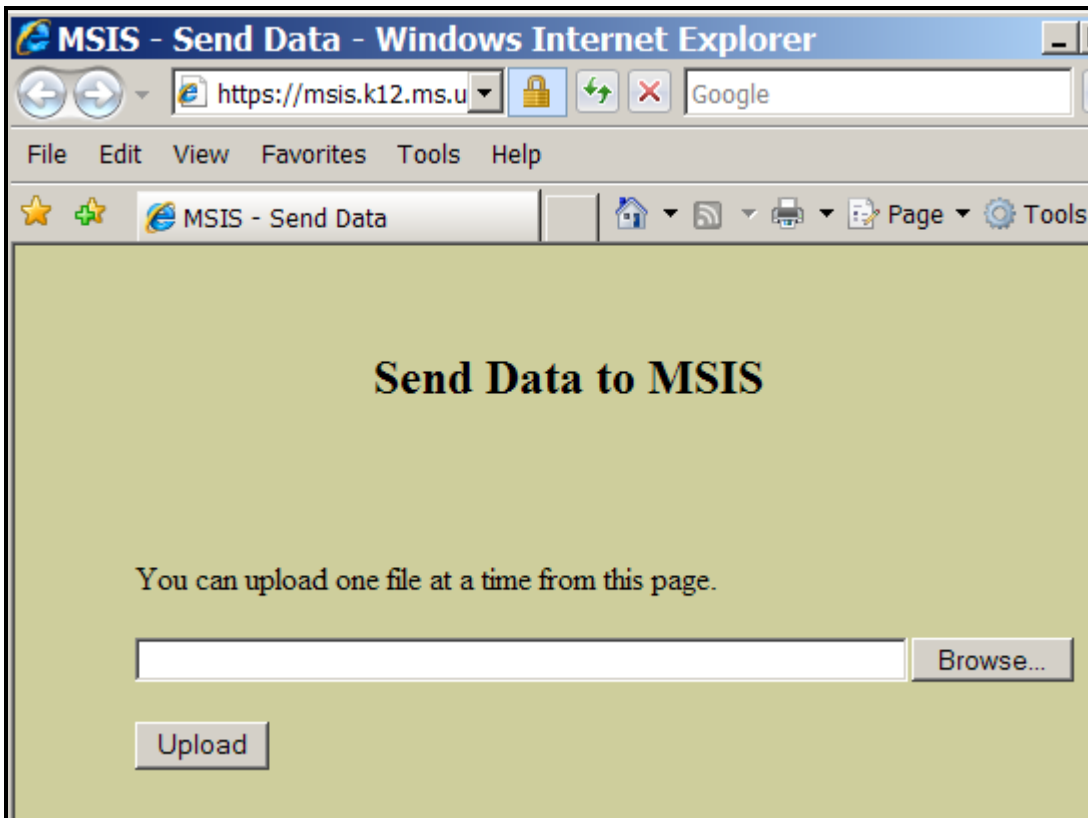 MSIS - Send Data - Windows Internet Explorer
https://msis.k12.ms.u Google
File Edit View Favorites Tools Help
MSIS - Send Data Page Tools
Send Data to MSIS
You can upload one file at a time from this page.
Browse...
Upload